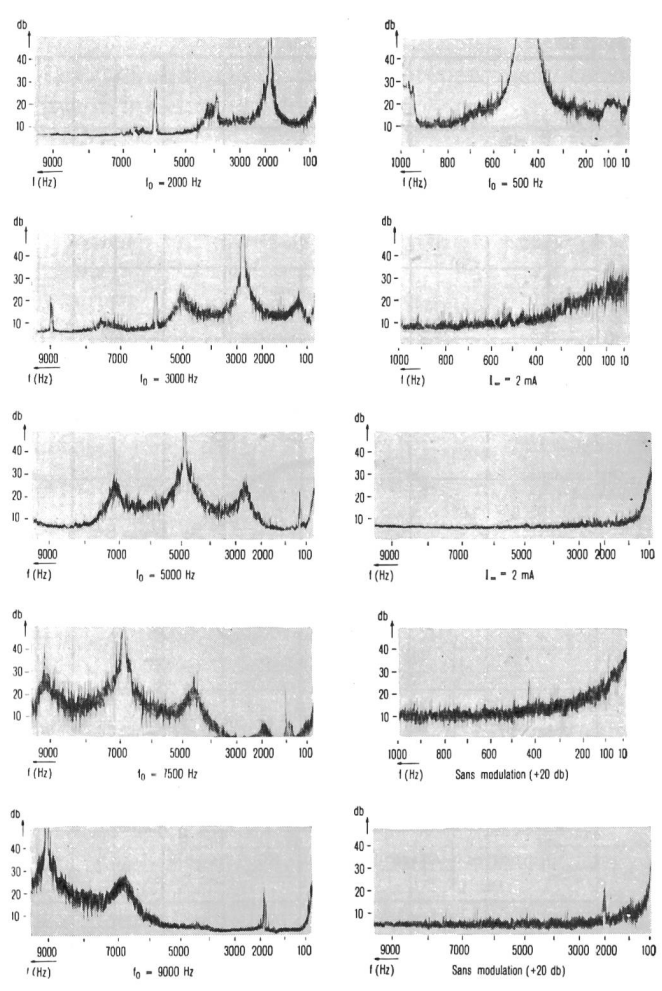 db
40
30
20
10
9000 7000 5000 3000 2000 100
f (Hz)
f₀ = 2000 Hz
db
40
30
20
10
1000 800 600 400 100 10
f (Hz)
f₀ = 500 Hz
db
40
30
20
10
9000 7000 5000 3000 2000 100
f (Hz)
f₀ = 3000 Hz
db
40
30
20
10
1000 800 600 400 200 100 10
f (Hz)
I₌ = 2 mA
db
40
30
20
10
9000 7000 5000 3000 2000 100
f (Hz)
f₀ = 5000 Hz
db
40
30
20
10
9000 7000 5000 3000 2000 100
f (Hz)
I₌ = 2 mA
db
40
30
20
10
9000 7000 5000 3000 2000 100
f (Hz)
f₀ = 7500 Hz
db
40
30
20
10
1000 800 600 400 200 100 10
f (Hz)
Sans modulation (+20 db)
db
40
30
20
10
9000 7000 5000 3000 2000 100
f (Hz)
f₀ = 9000 Hz
db
40
30
20
10
9000 7000 5000 3000 2000 100
f (Hz)
Sans modulation (+20 db)